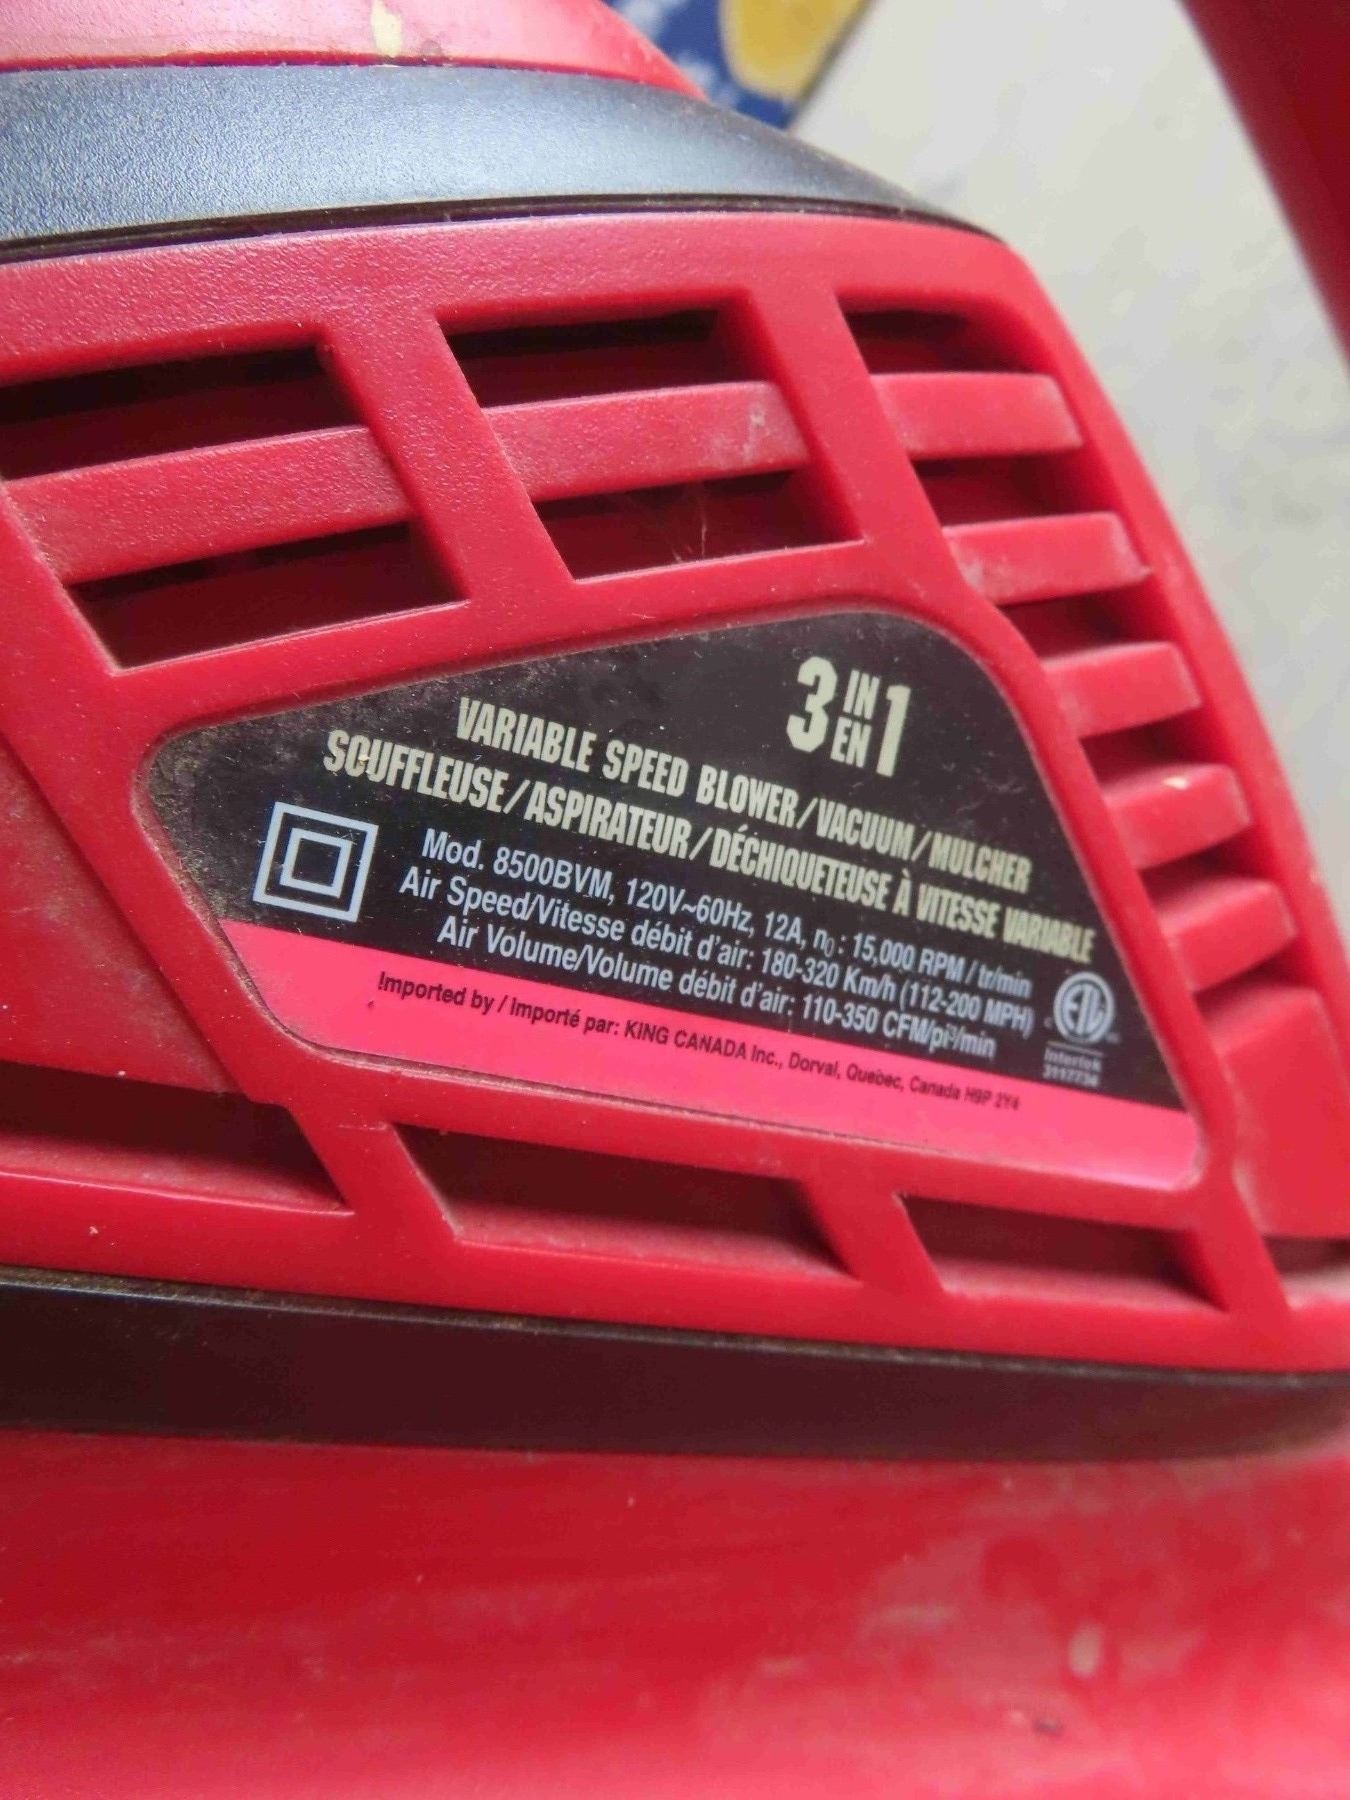 3 IN EN 1
VARIABLE SPEED BLOWER/VACUUM/MULCHER
SOUFFLEUSE/ASPIRATEUR/DÉCHIQUETEUSE À VITESSE VARIABLE
Mod. 8500BVM, 120V~60Hz, 12A, n0 : 15,000 RPM / tr/min
Air Speed/Vitesse débit d'air: 180-320 Km/h (112-200 MPH)
Air Volume/Volume débit d'air: 110-350 CFM/pi³/min
ETL
Intertek
3117734
Imported by / Importé par: KING CANADA Inc., Dorval, Quebec, Canada H9P 2Y4